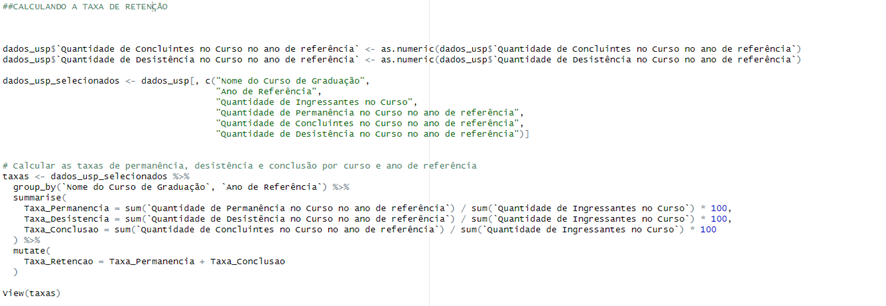 ##CALCULANDO A TAXA DE RETENÇÃO
dados_usp$`Quantidade de Concluintes no Curso no ano de referência` <- as.numeric(dados_usp$`Quantidade de Concluintes no Curso no ano de referência`)
dados_usp$`Quantidade de Desistência no Curso no ano de referência` <- as.numeric(dados_usp$`Quantidade de Desistência no Curso no ano de referência`)
dados_usp_selecionados <- dados_usp[, c("Nome do Curso de Graduação",
"Ano de Referência",
"Quantidade de Ingressantes no Curso",
"Quantidade de Permanência no Curso no ano de referência",
"Quantidade de Concluintes no Curso no ano de referência",
"Quantidade de Desistência no Curso no ano de referência")]
# Calcular as taxas de permanência, desistência e conclusão por curso e ano de referência
taxas <- dados_usp_selecionados %>%
group_by(`Nome do Curso de Graduação`, `Ano de Referência`) %>%
summarise(
Taxa_Permanencia = sum(`Quantidade de Permanência no Curso no ano de referência`) / sum(`Quantidade de Ingressantes no Curso`) * 100,
Taxa_Desistencia = sum(`Quantidade de Desistência no Curso no ano de referência`) / sum(`Quantidade de Ingressantes no Curso`) * 100,
Taxa_Conclusao = sum(`Quantidade de Concluintes no Curso no ano de referência`) / sum(`Quantidade de Ingressantes no Curso`) * 100
) %>%
mutate(
Taxa_Retencao = Taxa_Permanencia + Taxa_Conclusao
)
View(taxas)